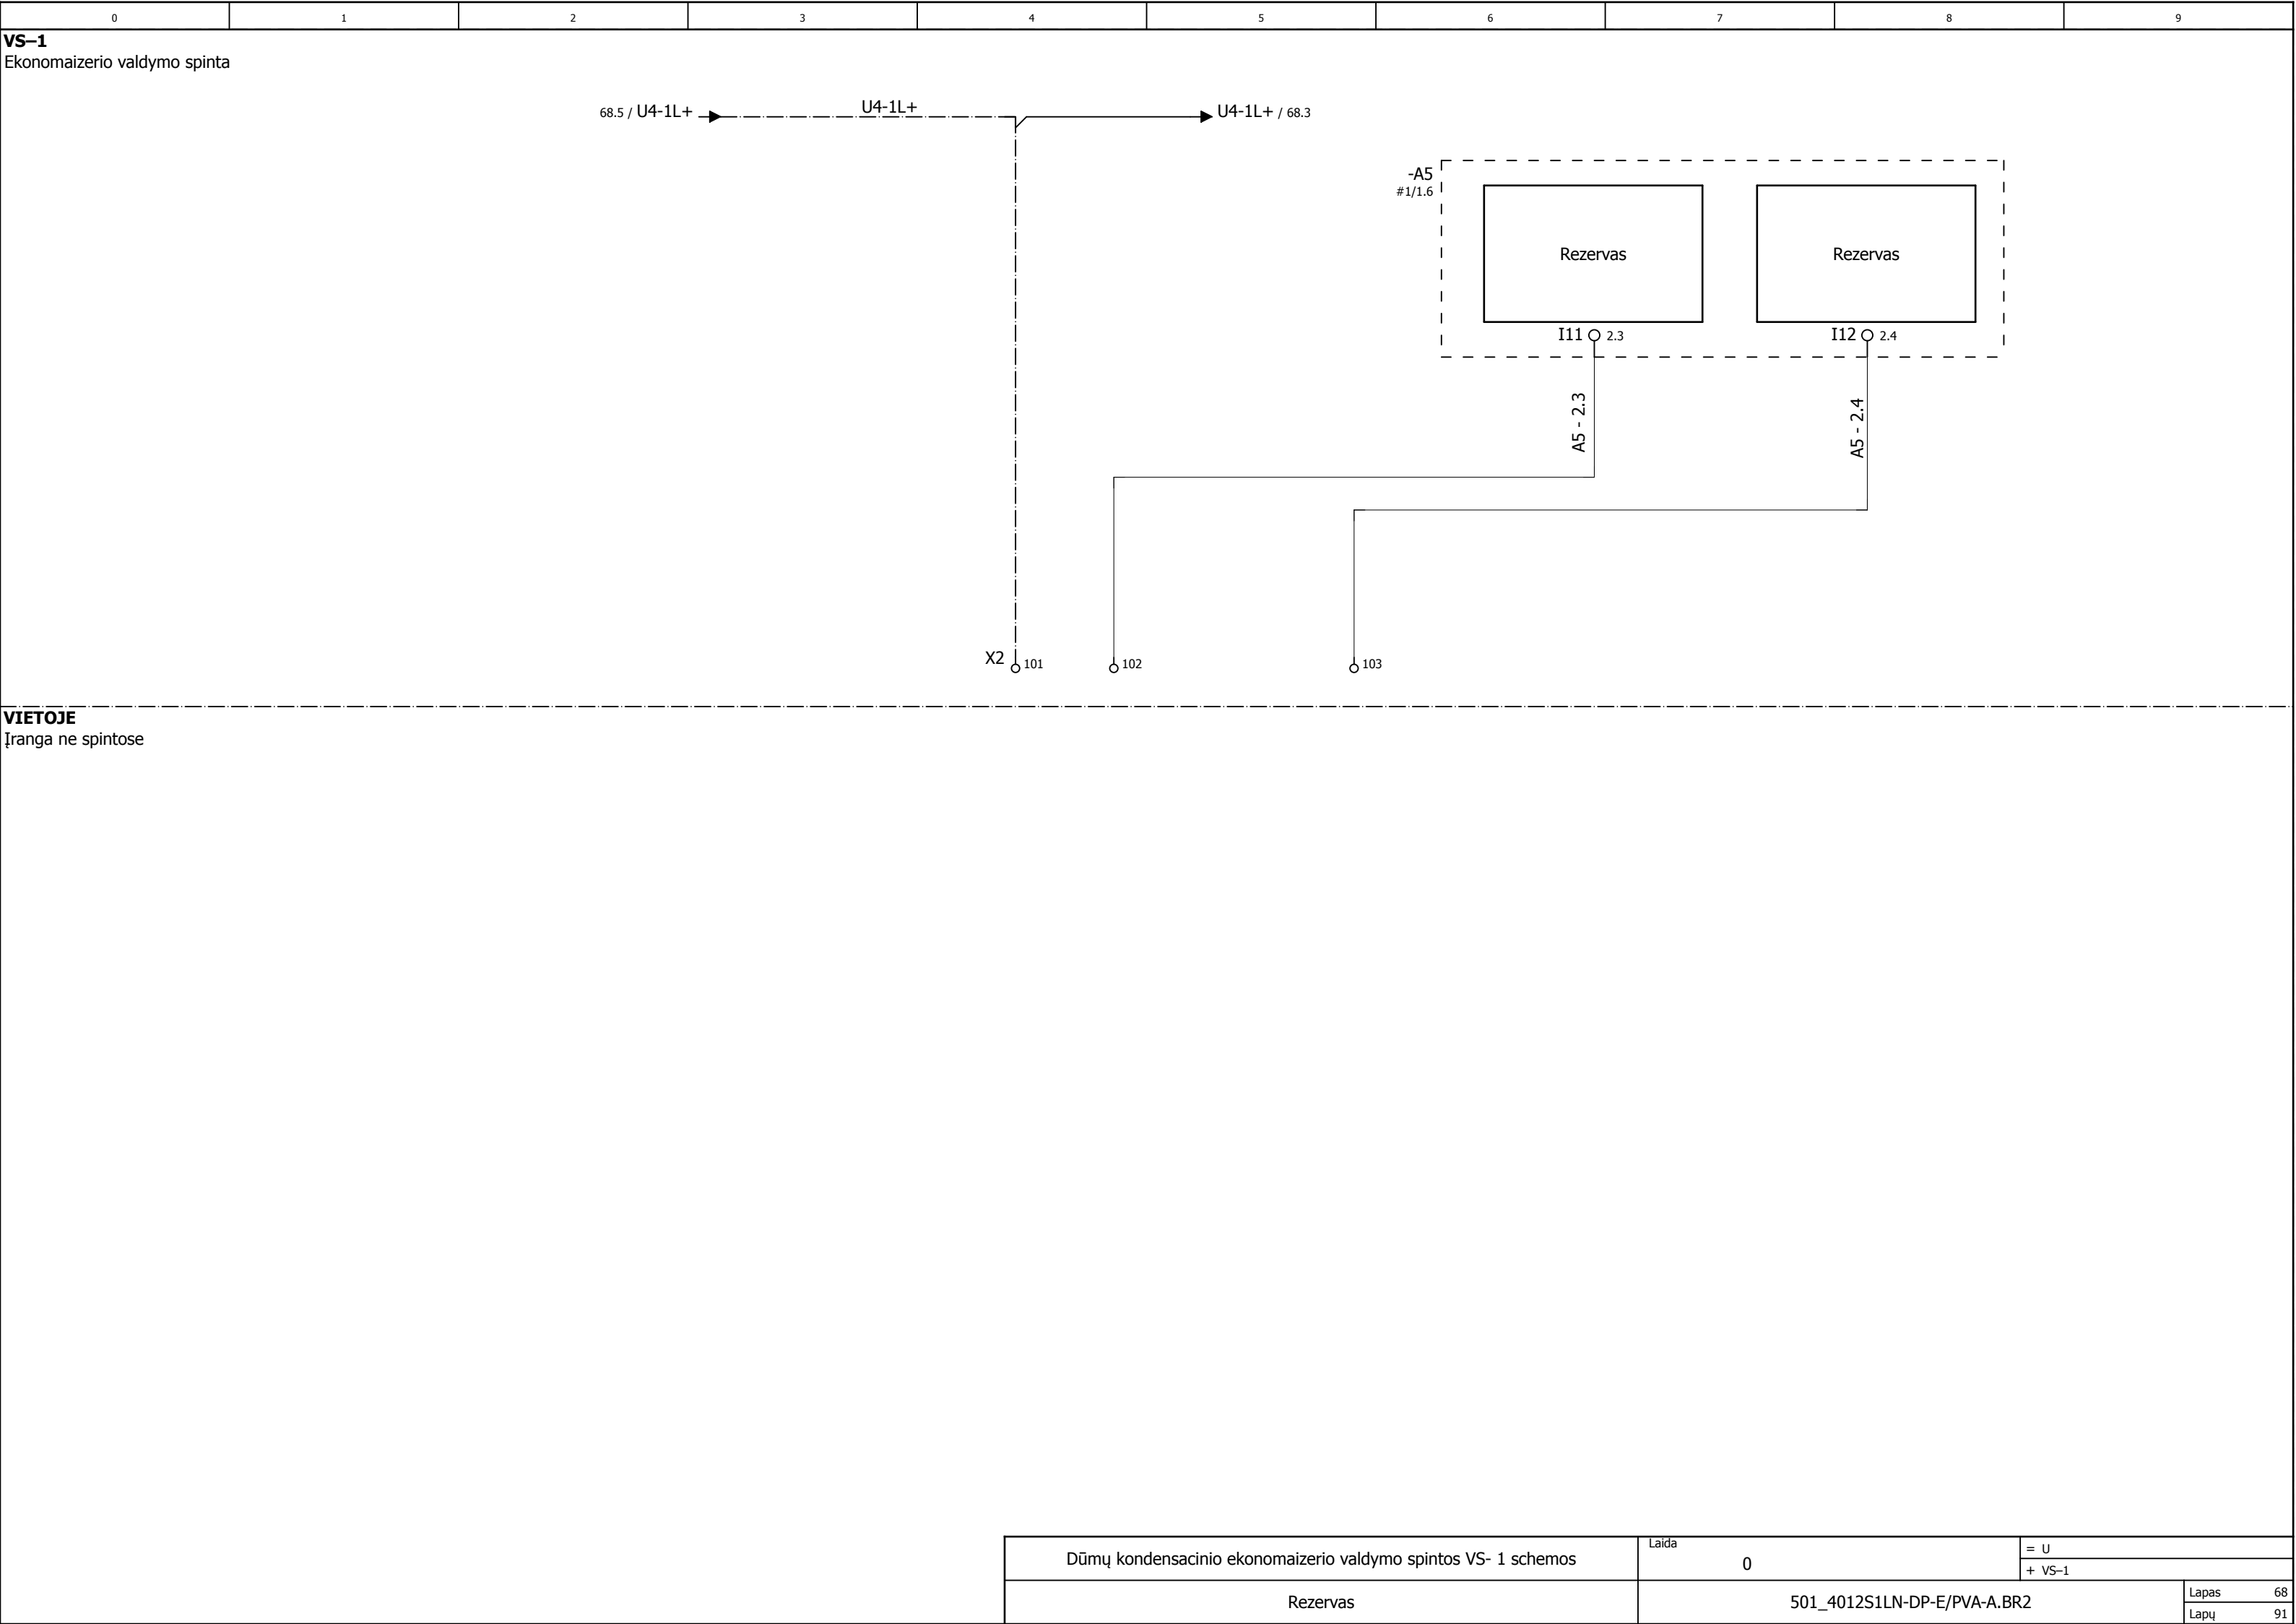 0 1 2 3 4 5 6 7 8 9
VS–1
Ekonomaizerio valdymo spinta
68.5 / U4-1L+
U4-1L+
U4-1L+ / 68.3
-A5
#1/1.6
Rezervas
Rezervas
I11 2.3
I12 2.4
A5 - 2.3
A5 - 2.4
X2 101 102 103
VIETOJE
Įranga ne spintose
Dūmų kondensacinio ekonomaizerio valdymo spintos VS- 1 schemos
Laida
0
= U
+ VS–1
Rezervas
501_4012S1LN-DP-E/PVA-A.BR2
Lapas 68
Lapų 91